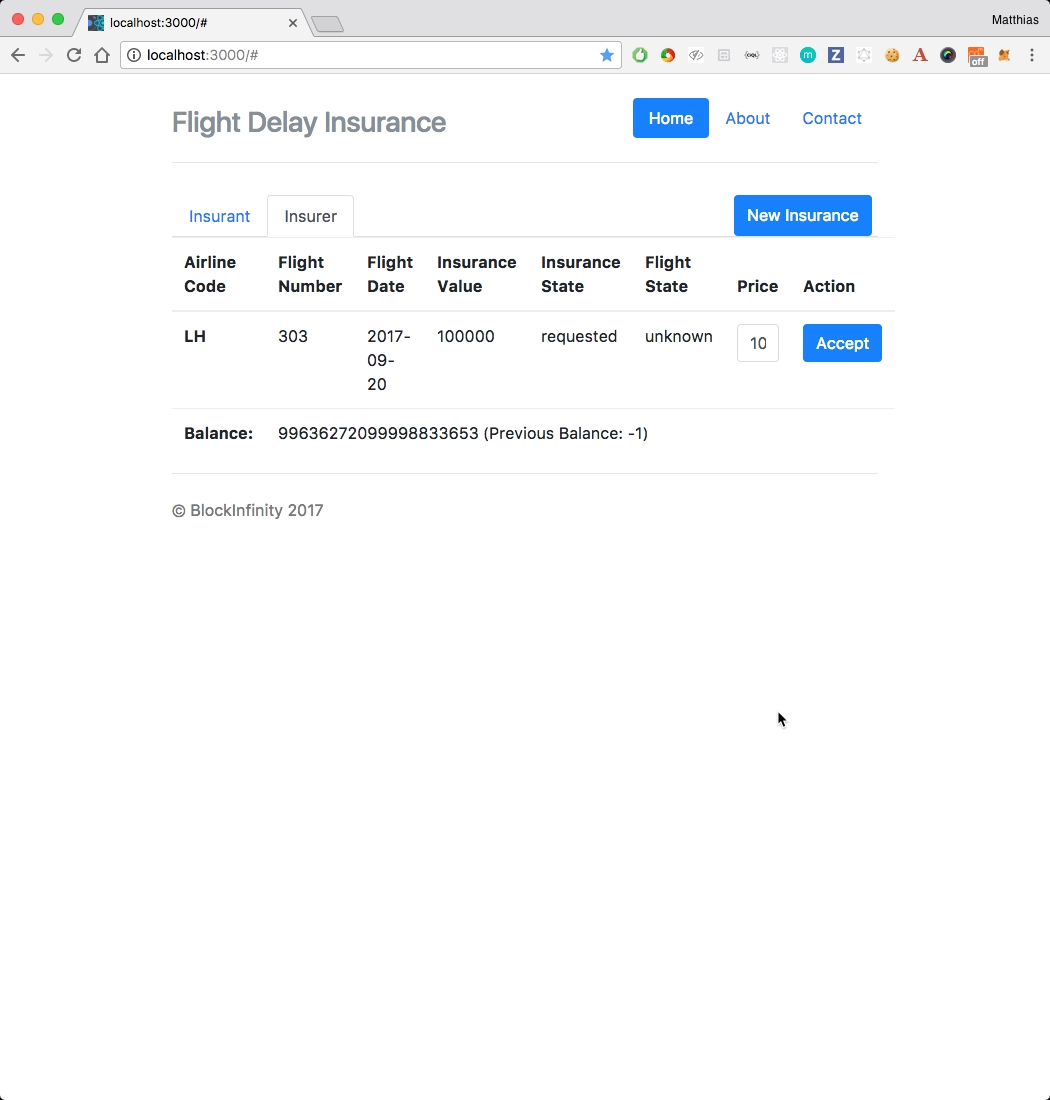 localhost:3000/#
Matthias
localhost:3000/#
off
Flight Delay Insurance
Home About Contact
Insurant Insurer New Insurance
Airline Code Flight Number Flight Date Insurance Value Insurance State Flight State Price Action
LH 303 2017-09-20 100000 requested unknown 10 Accept
Balance: 99636272099998833653 (Previous Balance: -1)
© BlockInfinity 2017